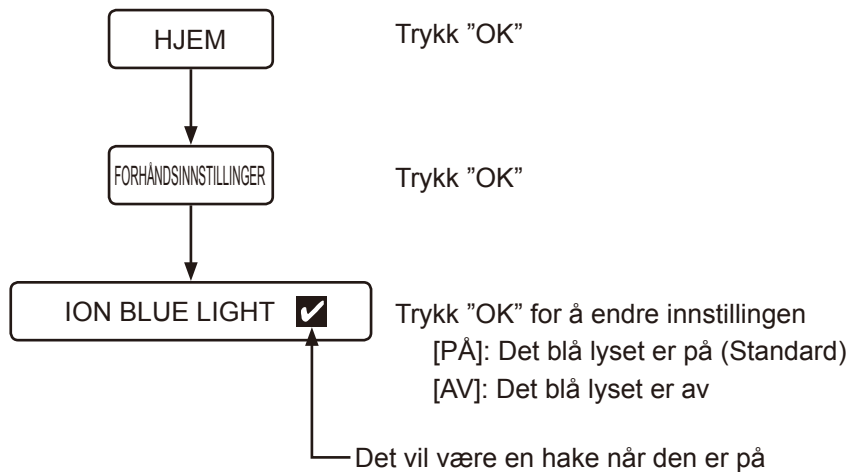 HJEM
Trykk ”OK”
FORHÅNDSINNSTILLINGER
Trykk ”OK”
ION BLUE LIGHT ✔
Trykk ”OK” for å endre innstillingen
[PÅ]: Det blå lyset er på (Standard)
[AV]: Det blå lyset er av
Det vil være en hake når den er på